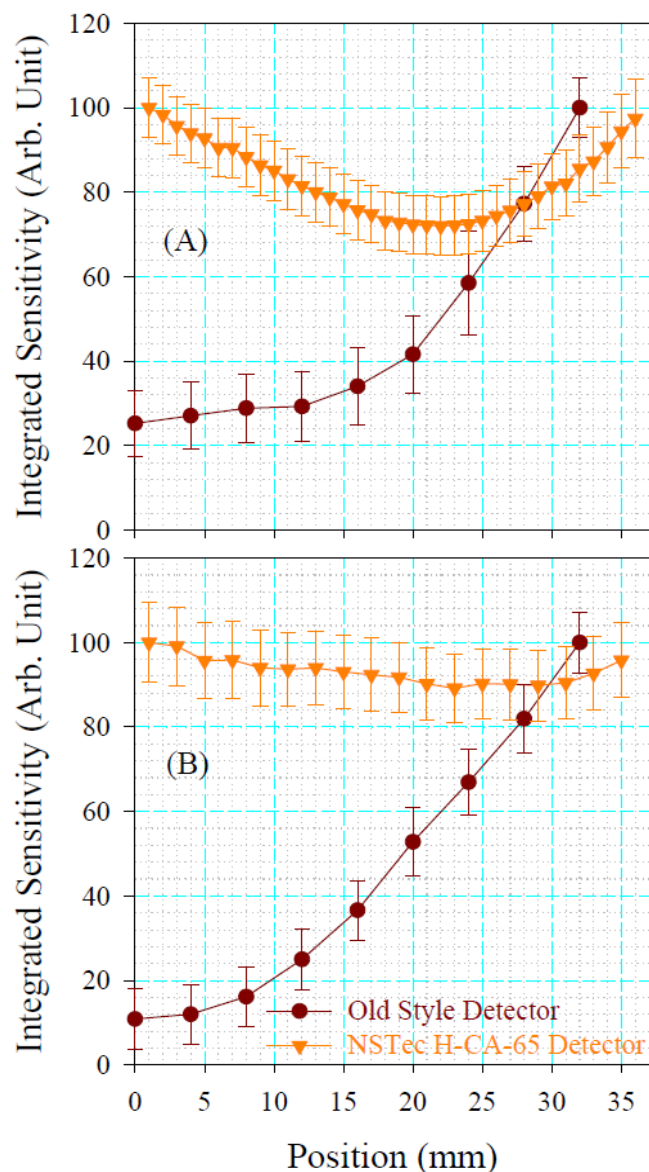 120
100
80
60
40
20
0
Integrated Sensitivity (Arb. Unit)
(A)
120
100
80
60
40
20
0
Integrated Sensitivity (Arb. Unit)
(B)
Old Style Detector
NSTec H-CA-65 Detector
0 5 10 15 20 25 30 35
Position (mm)